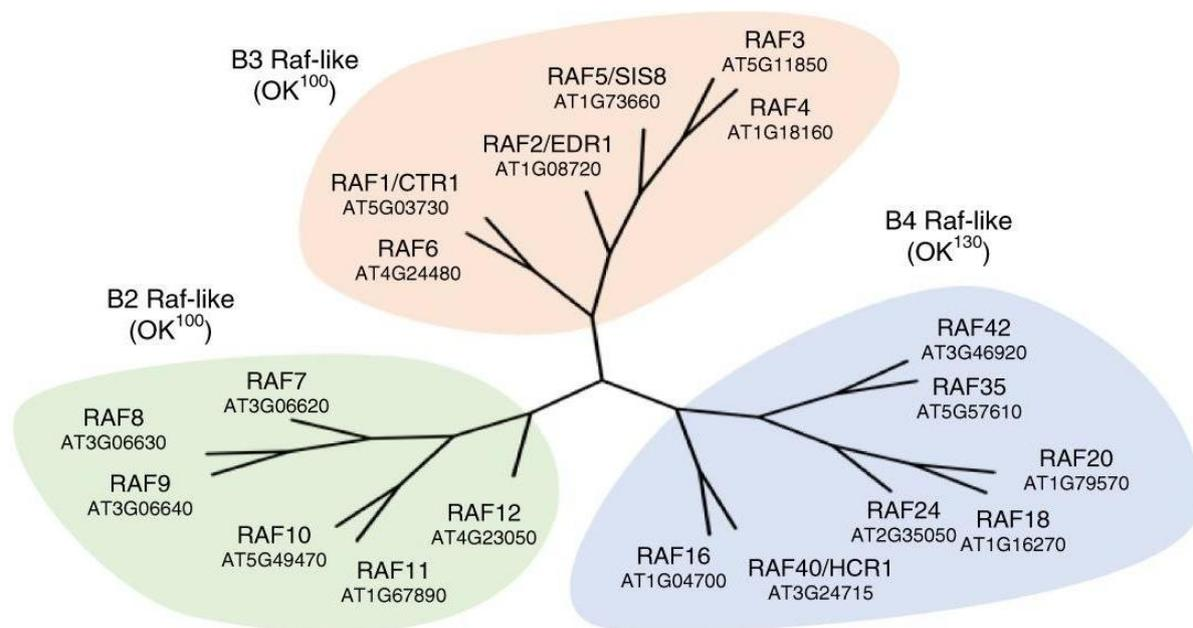 B3 Raf-like
(OK100)
RAF3
AT5G11850
RAF5/SIS8
AT1G73660
RAF4
AT1G18160
RAF2/EDR1
AT1G08720
RAF1/CTR1
AT5G03730
RAF6
AT4G24480
B4 Raf-like
(OK130)
B2 Raf-like
(OK100)
RAF7
AT3G06620
RAF8
AT3G06630
RAF9
AT3G06640
RAF10
AT5G49470
RAF11
AT1G67890
RAF12
AT4G23050
RAF42
AT3G46920
RAF35
AT5G57610
RAF20
AT1G79570
RAF24
AT2G35050
RAF18
AT1G16270
RAF16
AT1G04700
RAF40/HCR1
AT3G24715